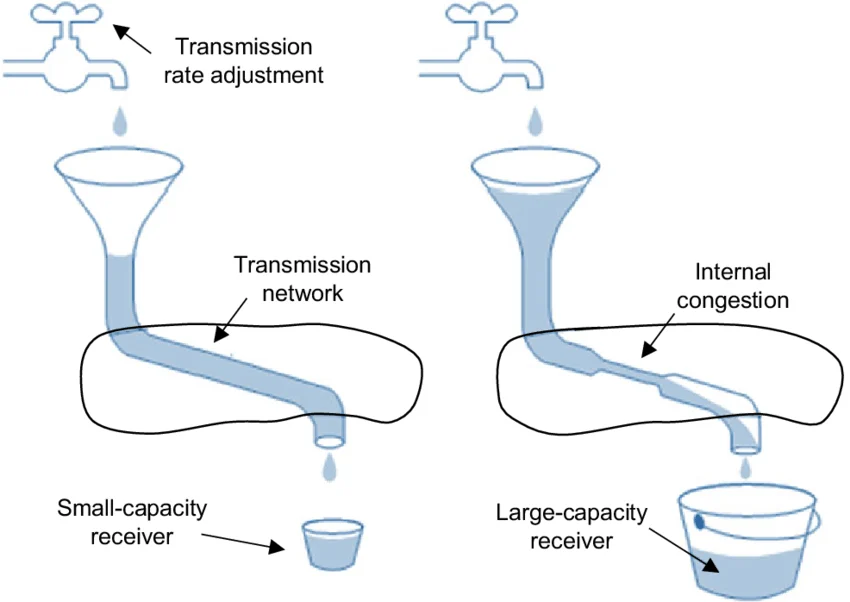 Transmission
rate adjustment
Transmission
network
Internal
congestion
Small-capacity
receiver
Large-capacity
receiver